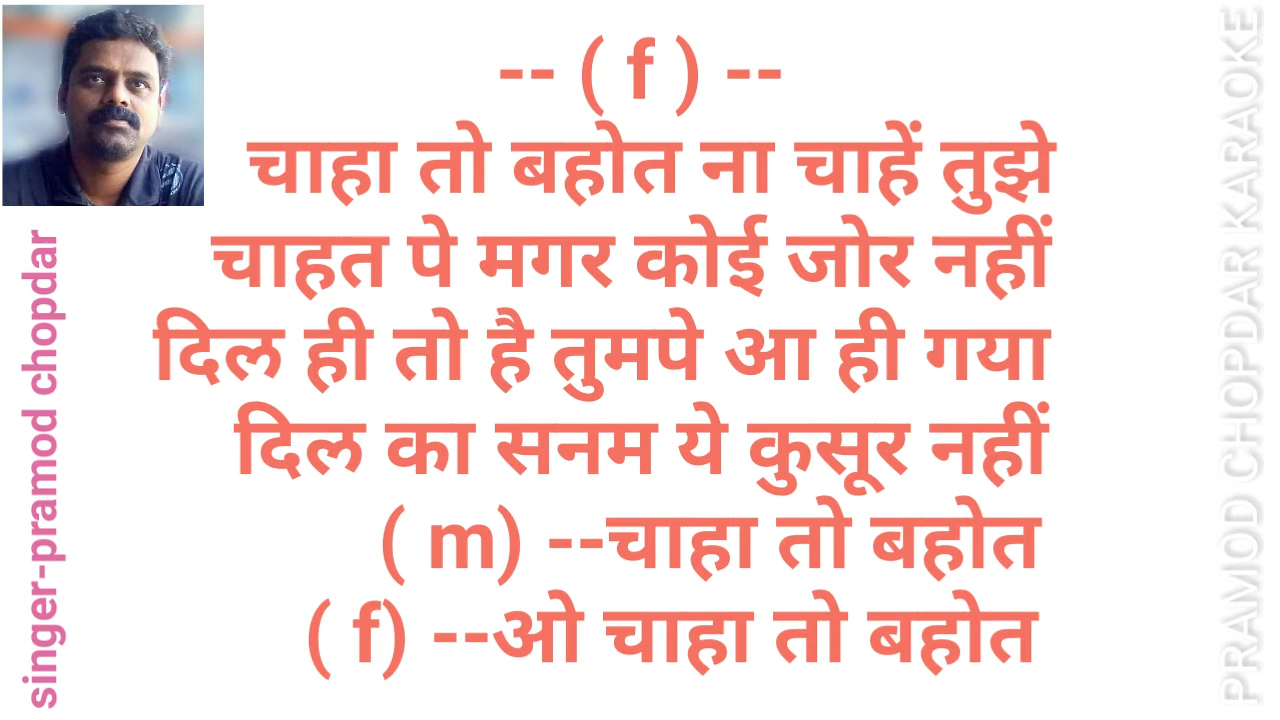 -- ( f ) --
चाहा तो बहोत ना चाहें तुझे
चाहत पे मगर कोई जोर नहीं
दिल ही तो है तुमपे आ ही गया
दिल का सनम ये कुसूर नहीं
( m) --चाहा तो बहोत
( f) --ओ चाहा तो बहोत
singer-pramod chopdar
PRAMOD CHOPDAR KARAOKE